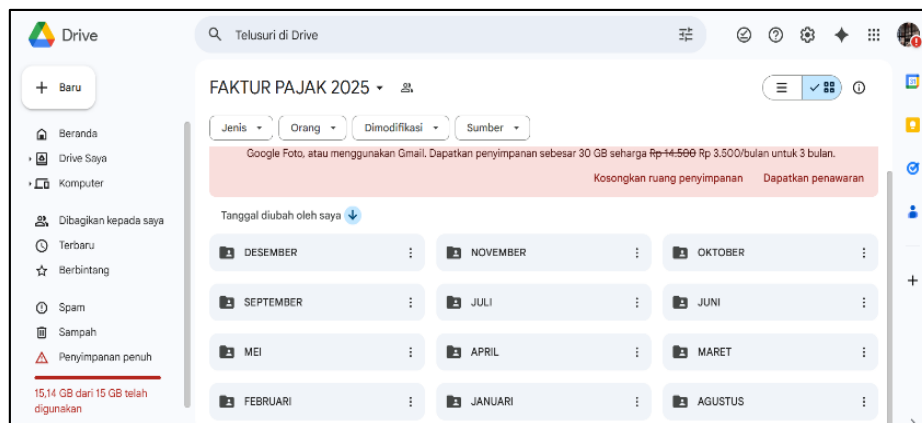 Drive
Telusuri di Drive
Baru
FAKTUR PAJAK 2025
Jenis
Orang
Dimodifikasi
Sumber
Beranda
Drive Saya
Komputer
Dibagikan kepada saya
Terbaru
Berbintang
Spam
Sampah
Penyimpanan penuh
15,14 GB dari 15 GB telah
digunakan
Google Foto, atau menggunakan Gmail. Dapatkan penyimpanan sebesar 30 GB seharga Rp 14.500 Rp 3.500/bulan untuk 3 bulan.
Kosongkan ruang penyimpanan Dapatkan penawaran
Tanggal diubah oleh saya
DESEMBER NOVEMBER OKTOBER
SEPTEMBER JULI JUNI
MEI APRIL MARET
FEBRUARI JANUARI AGUSTUS